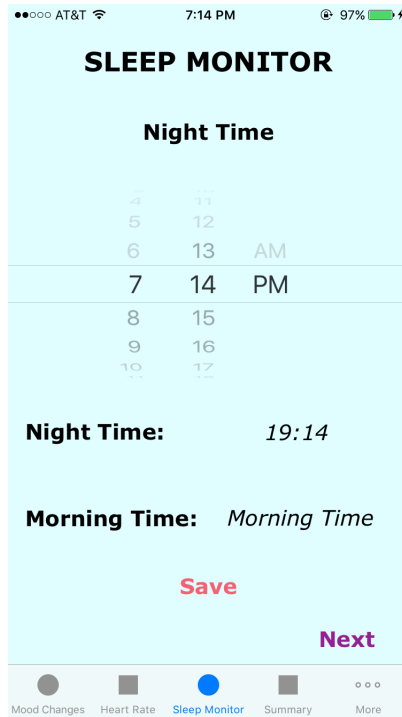 AT&T 7:14 PM 97%
SLEEP MONITOR
Night Time
4 11
5 12
6 13 AM
7 14 PM
8 15
9 16
10 17
Night Time: 19:14
Morning Time: Morning Time
Save
Next
Mood Changes Heart Rate Sleep Monitor Summary More